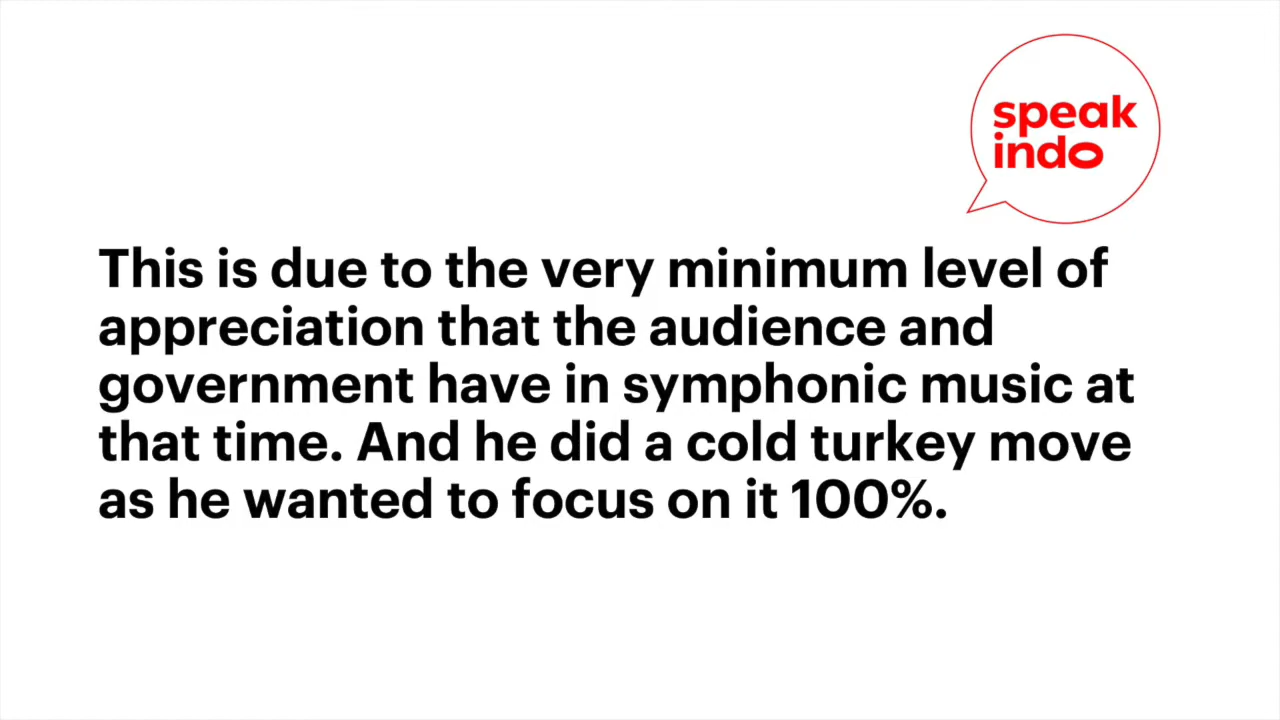 speak
indo
This is due to the very minimum level of
appreciation that the audience and
government have in symphonic music at
that time. And he did a cold turkey move
as he wanted to focus on it 100%.